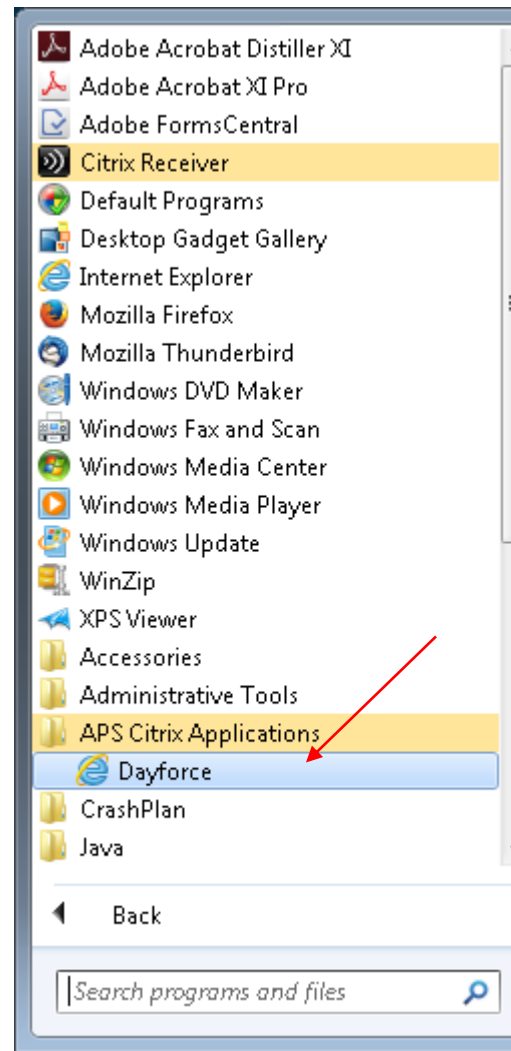 Adobe Acrobat Distiller XI
Adobe Acrobat XI Pro
Adobe FormsCentral
Citrix Receiver
Default Programs
Desktop Gadget Gallery
Internet Explorer
Mozilla Firefox
Mozilla Thunderbird
Windows DVD Maker
Windows Fax and Scan
Windows Media Center
Windows Media Player
Windows Update
WinZip
XPS Viewer
Accessories
Administrative Tools
APS Citrix Applications
Dayforce
CrashPlan
Java
Back
Search programs and files